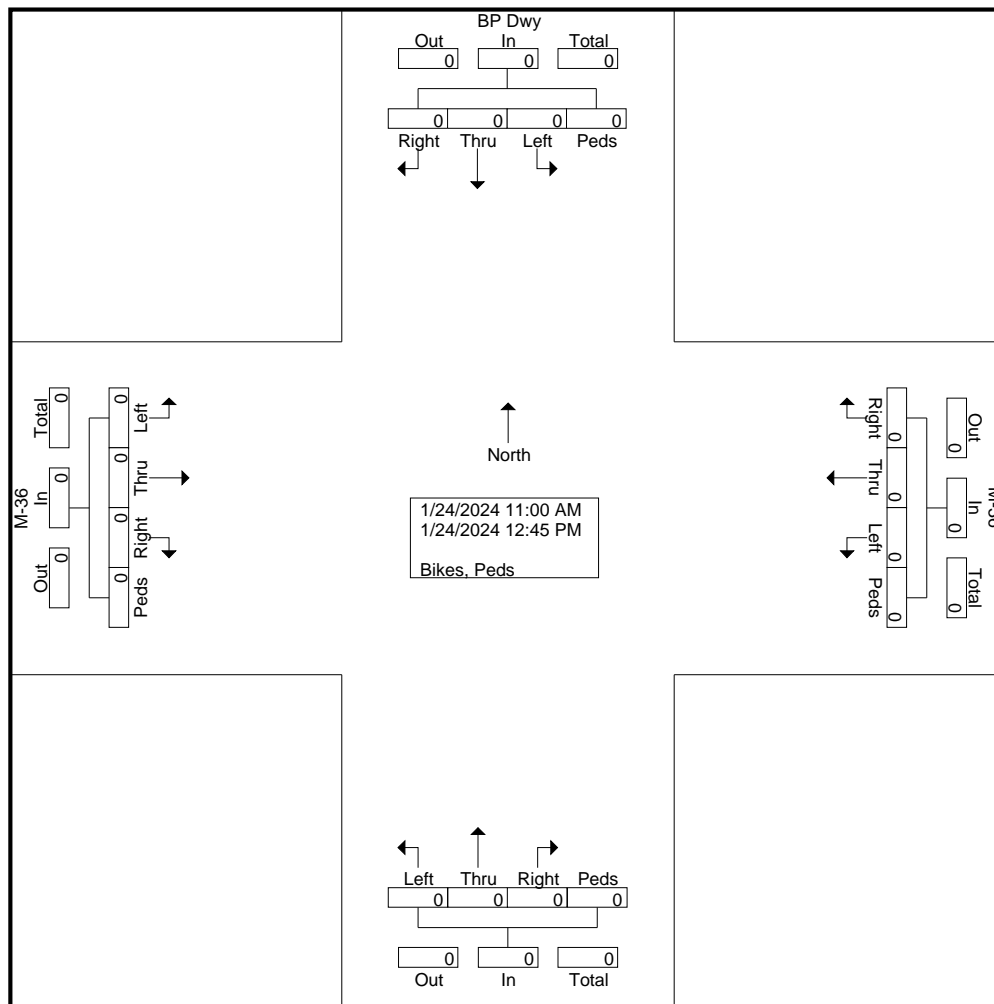 BP Dwy
Out In Total
0 0 0
0 0 0 0
Right Thru Left Peds
M-36
Total In Out
0 0 0
0 0 0 0
Left Thru Right Peds
North
1/24/2024 11:00 AM
1/24/2024 12:45 PM
Bikes, Peds
Right Thru Left Peds
0 0 0 0
Out In Total
0 0 0
Left Thru Right Peds
0 0 0 0
0 0 0
Out In Total